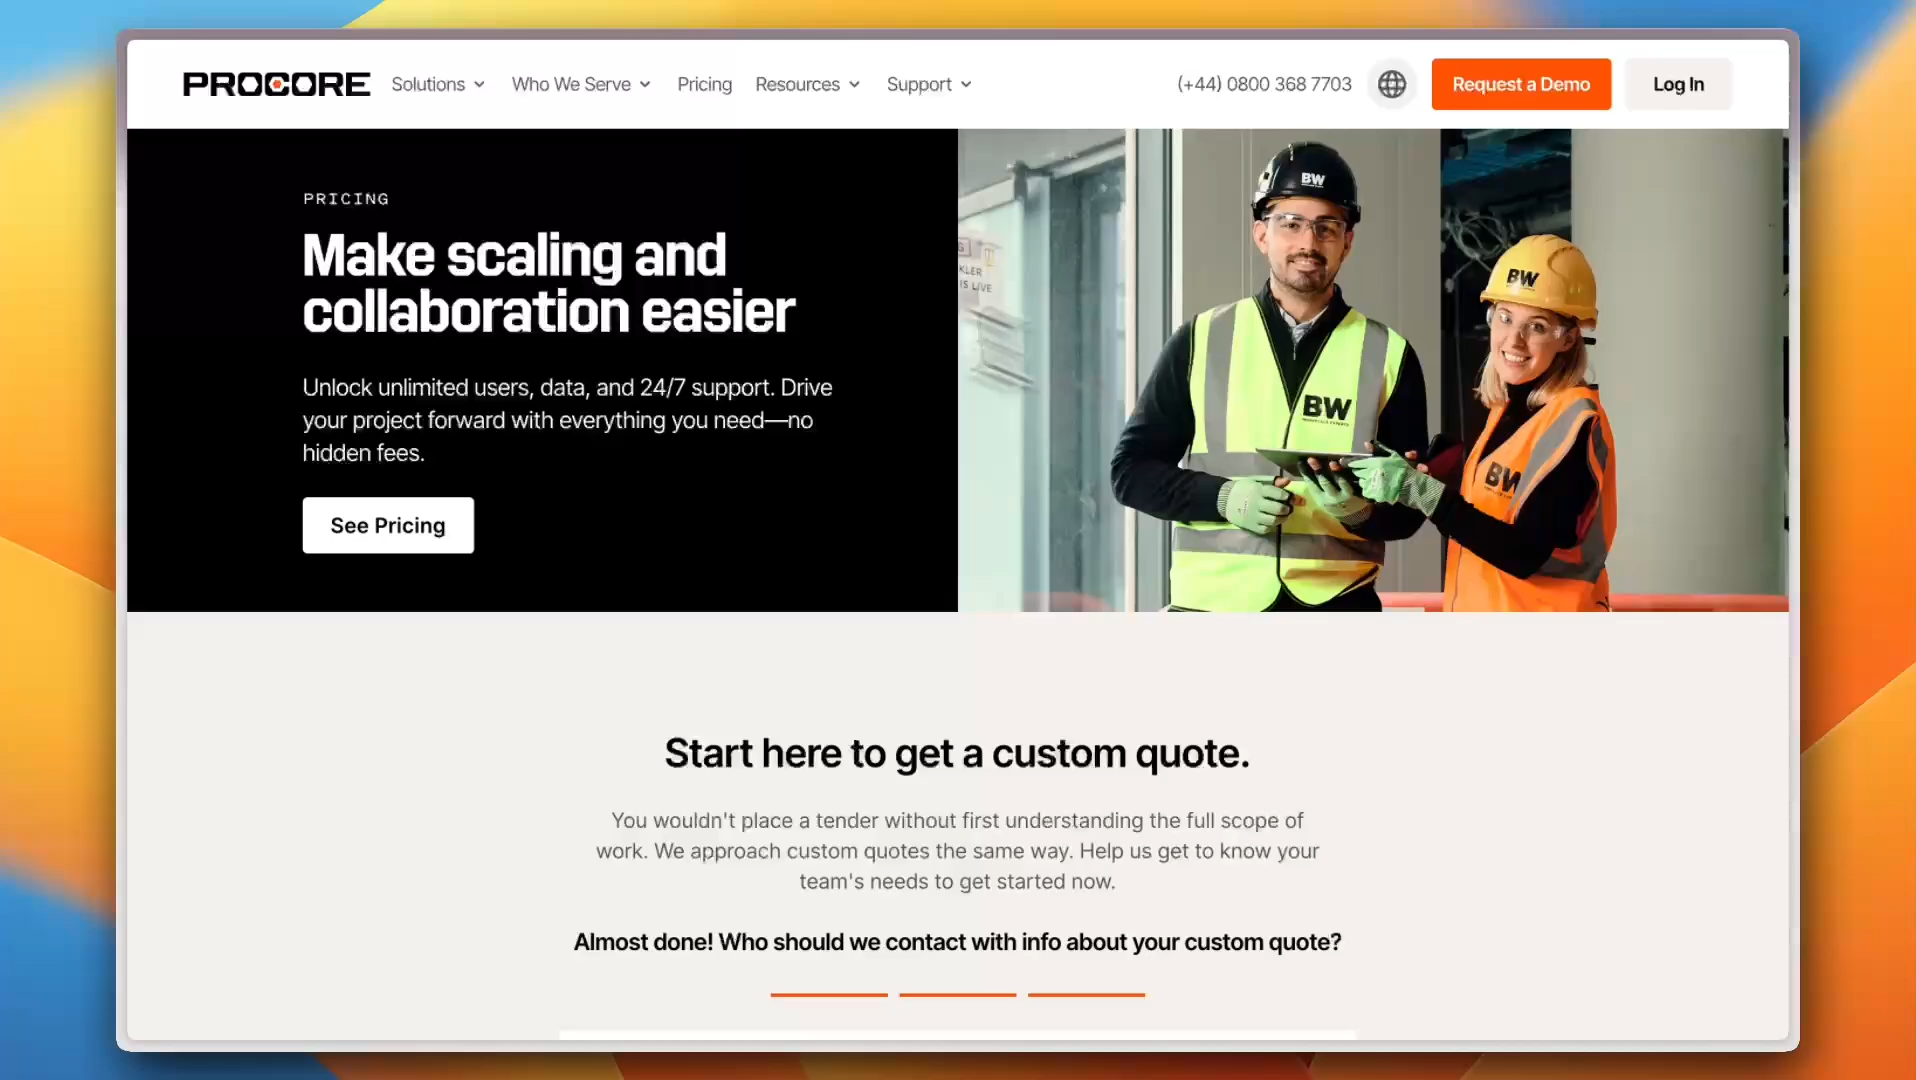 PROCORE
Solutions
Who We Serve
Pricing
Resources
Support
(+44) 0800 368 7703
Request a Demo
Log In
PRICING
Make scaling and
collaboration easier
Unlock unlimited users, data, and 24/7 support. Drive
your project forward with everything you need—no
hidden fees.
See Pricing
KLER
IS LIVE
BW
BW
BW
BW
Start here to get a custom quote.
You wouldn't place a tender without first understanding the full scope of
work. We approach custom quotes the same way. Help us get to know your
team's needs to get started now.
Almost done! Who should we contact with info about your custom quote?